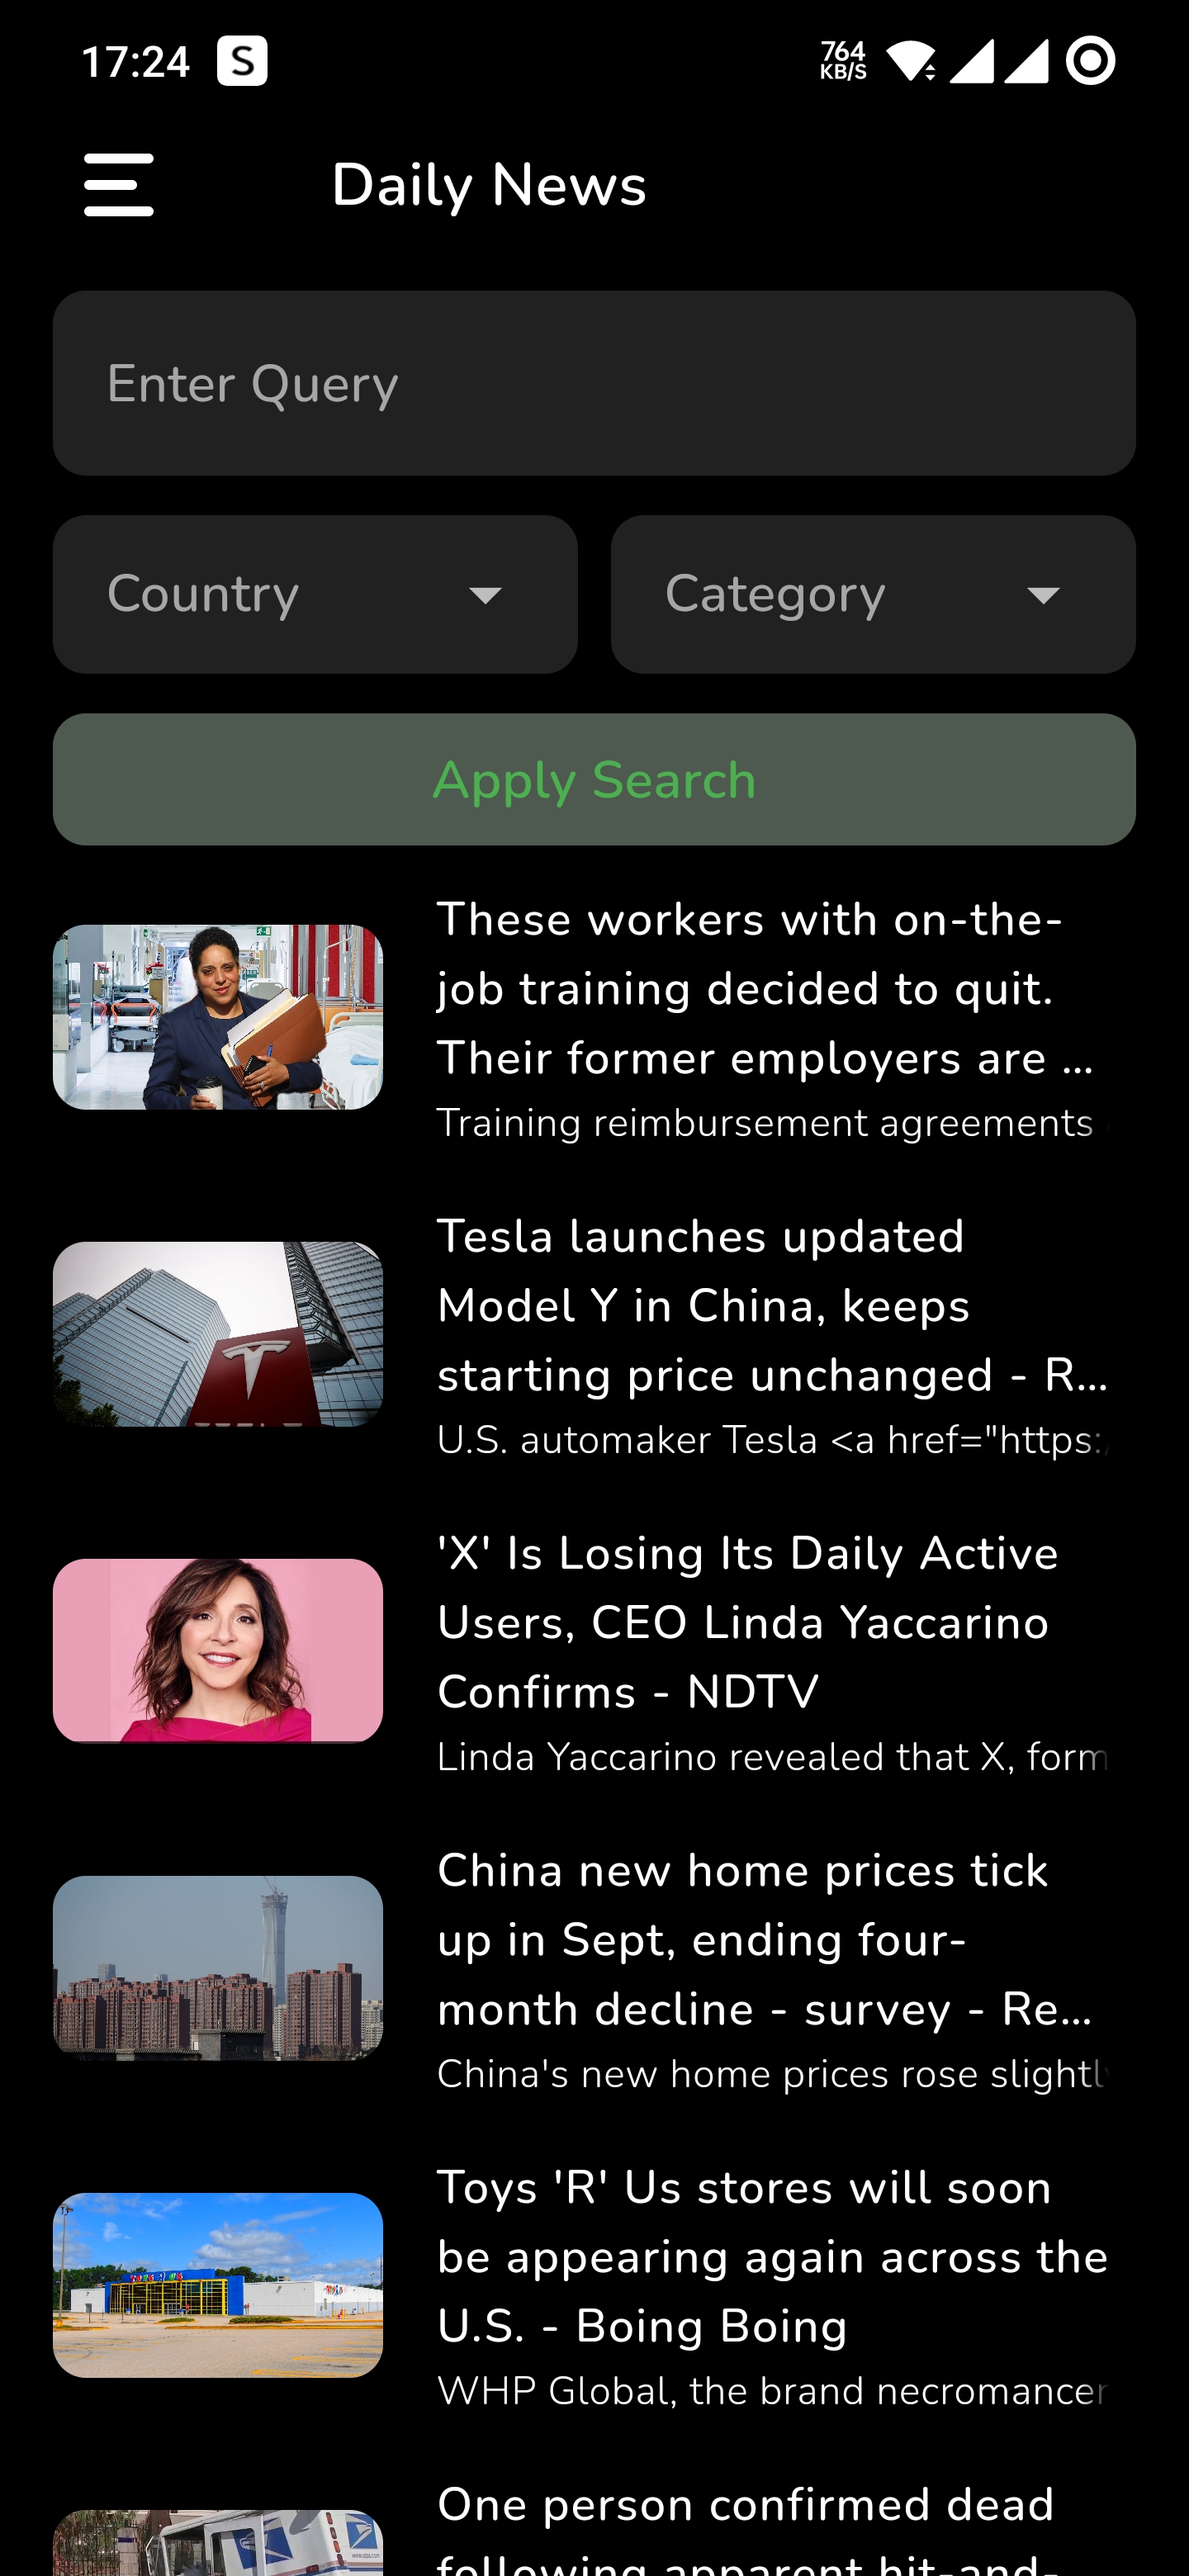 17:24 S 764 KB/S
Daily News
Enter Query
Country
Category
Apply Search
These workers with on-the-
job training decided to quit.
Their former employers are ...
Training reimbursement agreements
Tesla launches updated
Model Y in China, keeps
starting price unchanged - R...
U.S. automaker Tesla <a href="https:/
'X' Is Losing Its Daily Active
Users, CEO Linda Yaccarino
Confirms - NDTV
Linda Yaccarino revealed that X, form
China new home prices tick
up in Sept, ending four-
month decline - survey - Re...
China's new home prices rose slightly
Toys 'R' Us stores will soon
be appearing again across the
U.S. - Boing Boing
WHP Global, the brand necromancer
One person confirmed dead
following apparent hit-and-